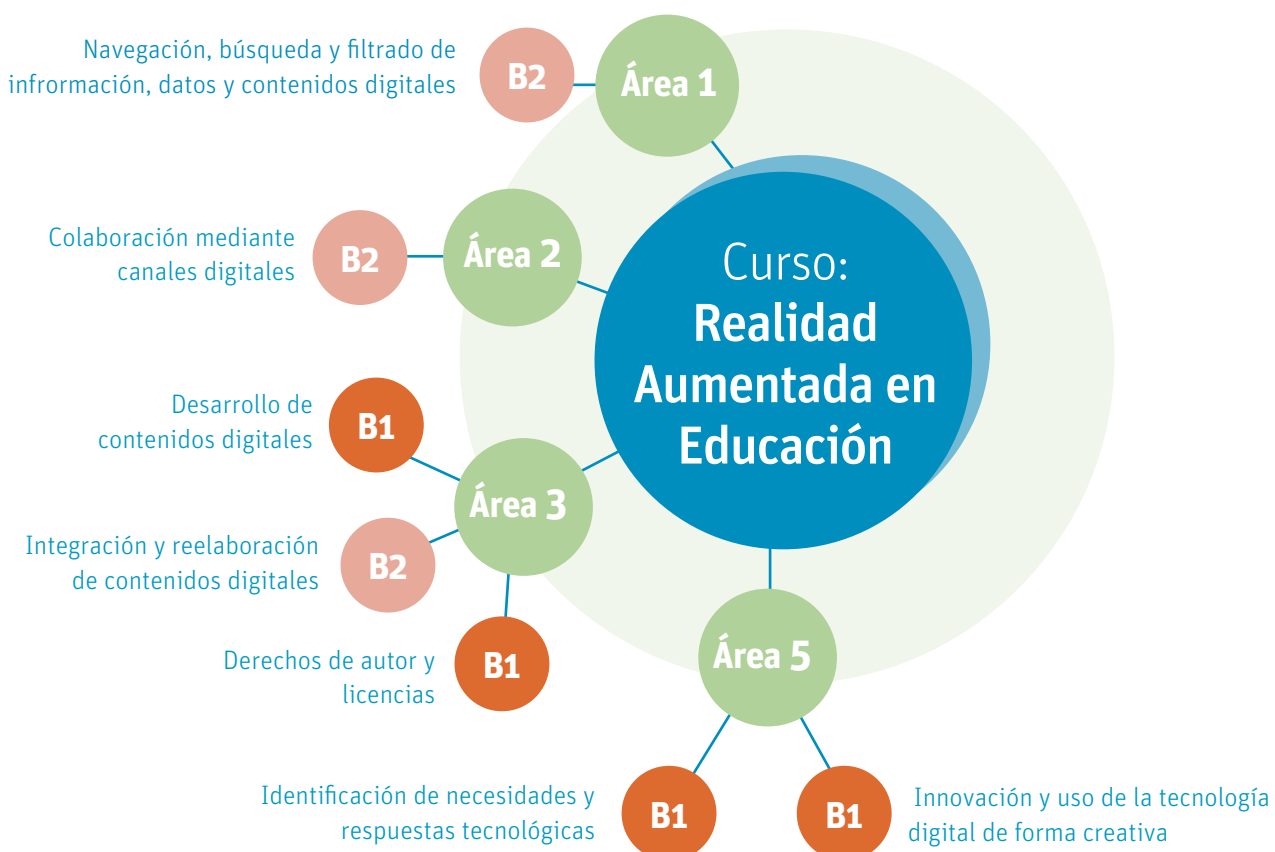 Navegación, búsqueda y filtrado de
infrormación, datos y contenidos digitales
B2
Área 1
Colaboración mediante
canales digitales
B2
Área 2
Curso:
Realidad
Aumentada en
Educación
Desarrollo de
contenidos digitales
B1
Área 3
Integración y reelaboración
de contenidos digitales
B2
Derechos de autor y
licencias
B1
Área 5
Identificación de necesidades y
respuestas tecnológicas
B1
B1
Innovación y uso de la tecnología
digital de forma creativa